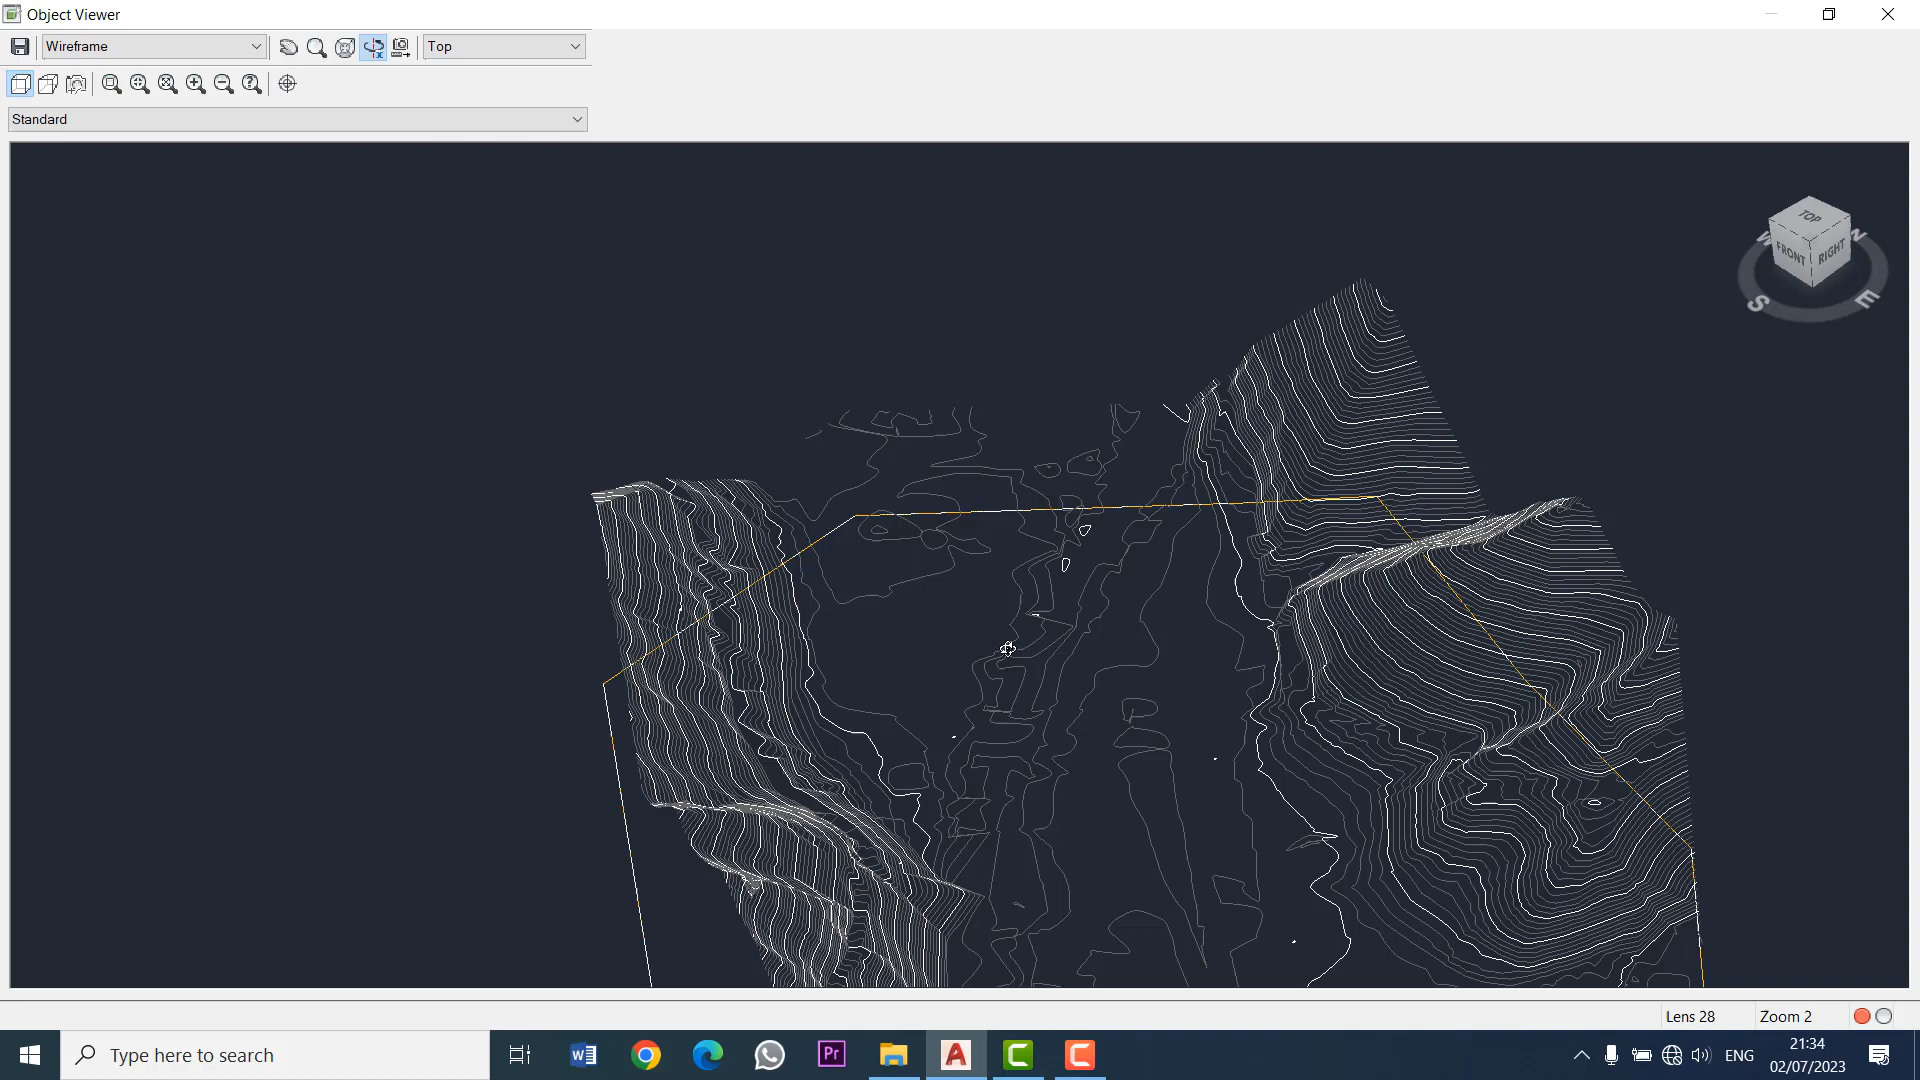 Object Viewer
Wireframe
Top
Standard
TOP
FRONT
RIGHT
W
N
S
E
Lens 28
Zoom 2
Type here to search
W
Pr
A
C
C
ENG
21:34
02/07/2023